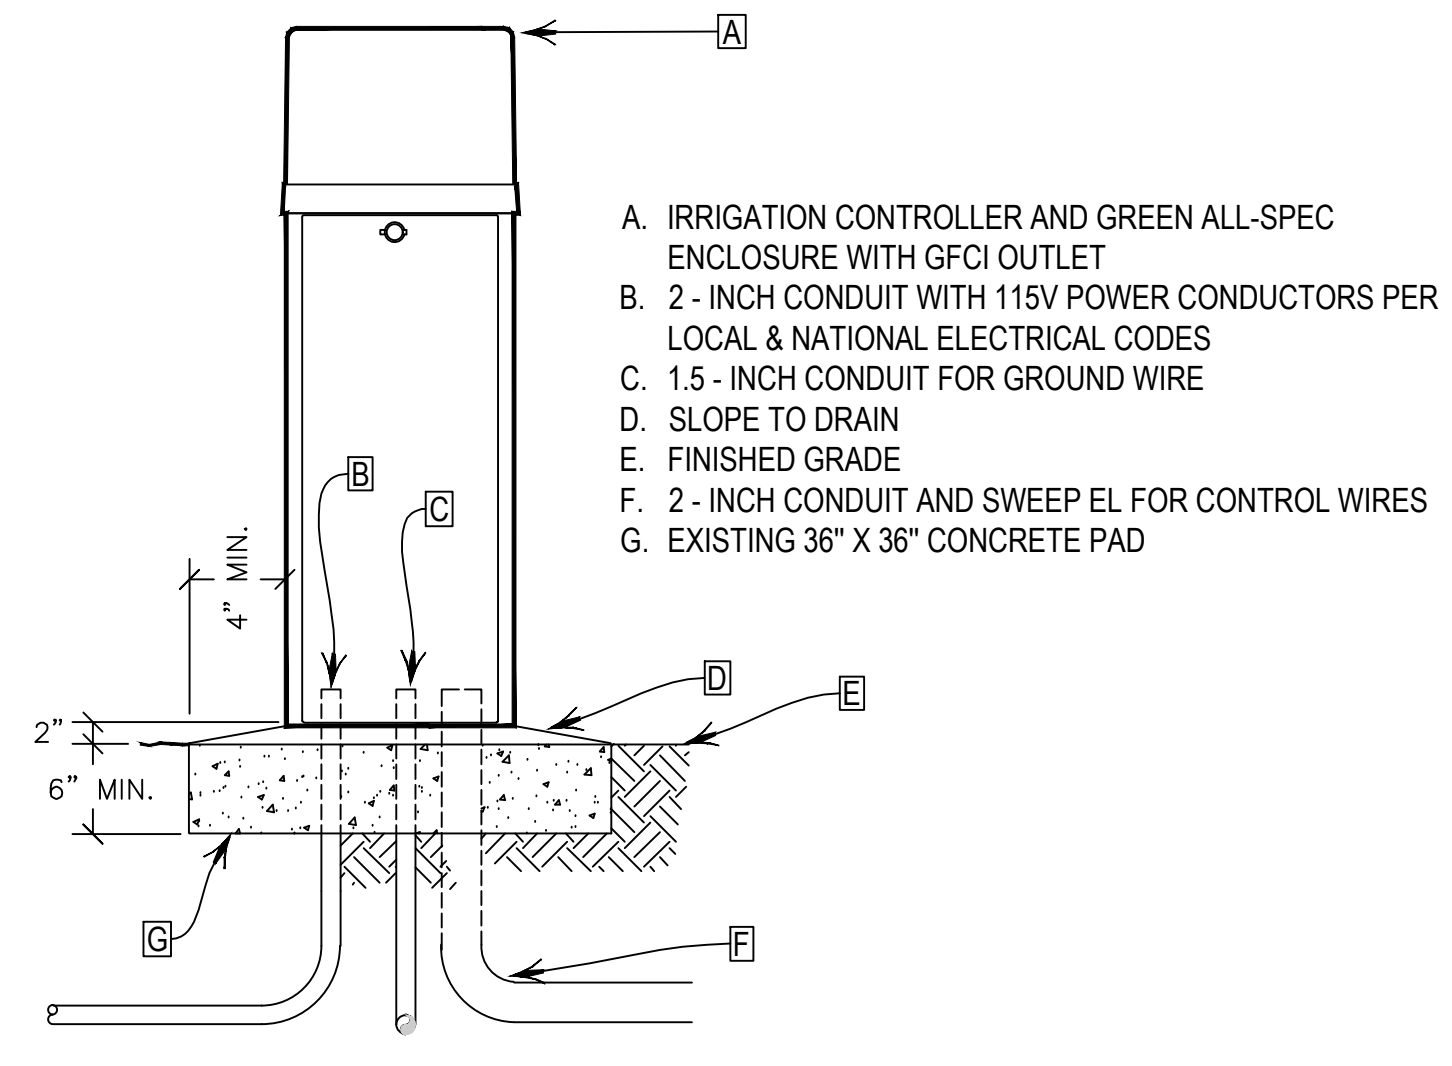 A
A. IRRIGATION CONTROLLER AND GREEN ALL-SPEC
ENCLOSURE WITH GFCI OUTLET
B. 2 - INCH CONDUIT WITH 115V POWER CONDUCTORS PER
LOCAL & NATIONAL ELECTRICAL CODES
C. 1.5 - INCH CONDUIT FOR GROUND WIRE
D. SLOPE TO DRAIN
E. FINISHED GRADE
F. 2 - INCH CONDUIT AND SWEEP EL FOR CONTROL WIRES
G. EXISTING 36" X 36" CONCRETE PAD
B
C
4” MIN.
D
E
2”
6” MIN.
G
F